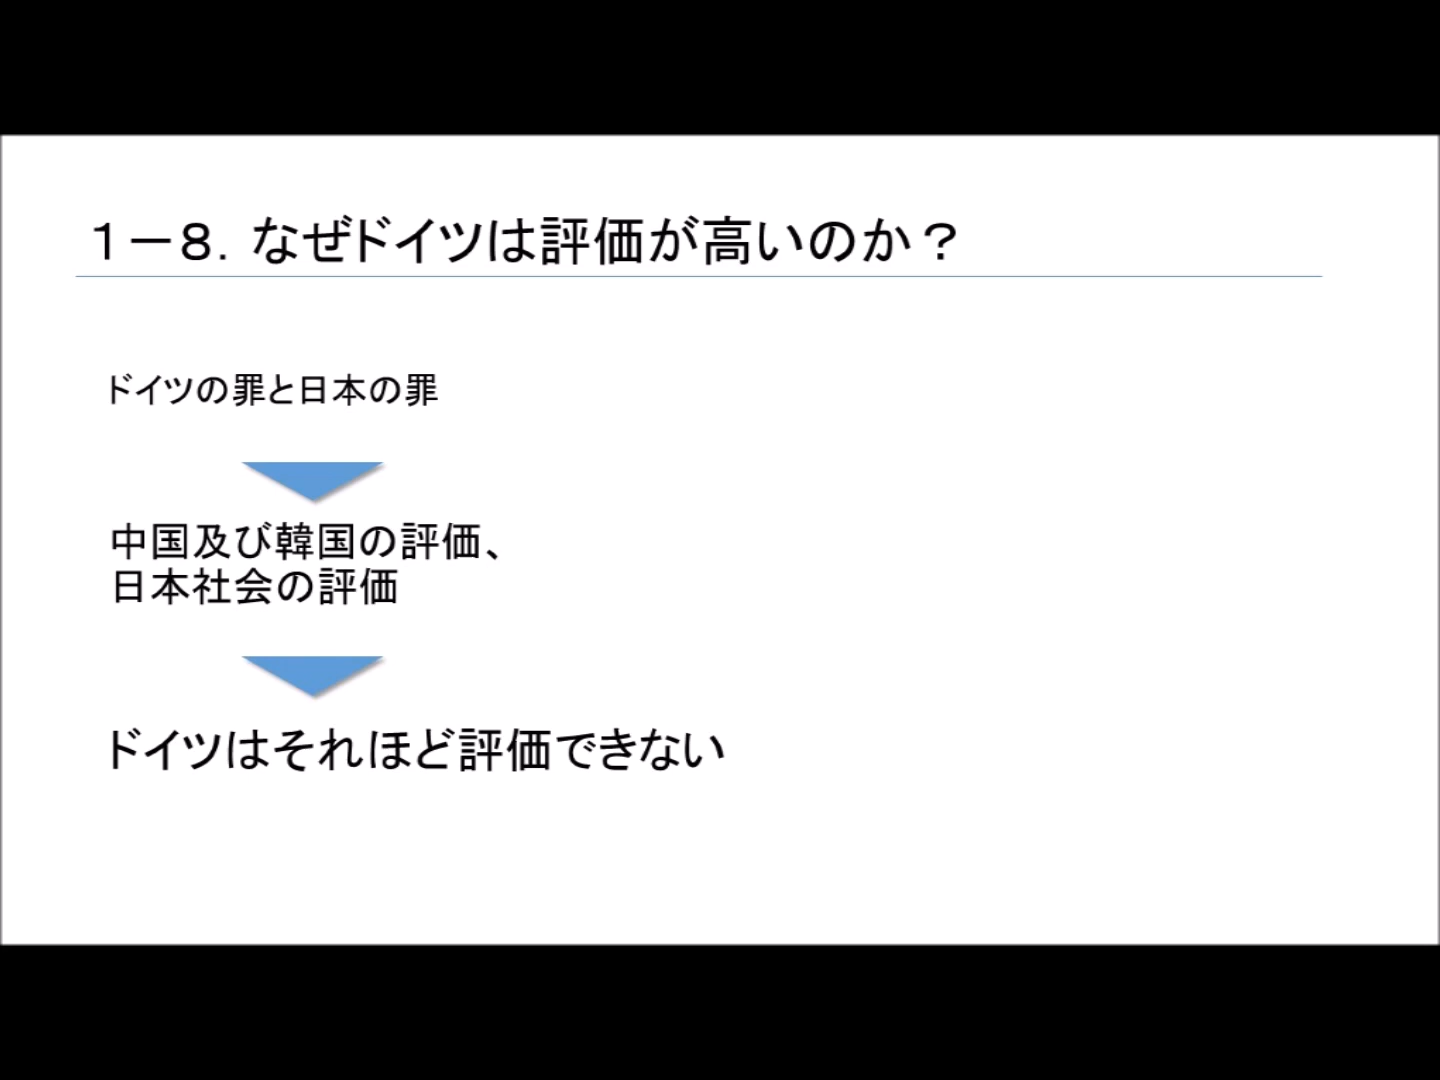 １－８．なぜドイツは評価が高いのか？
ドイツの罪と日本の罪
中国及び韓国の評価、
日本社会の評価
ドイツはそれほど評価できない